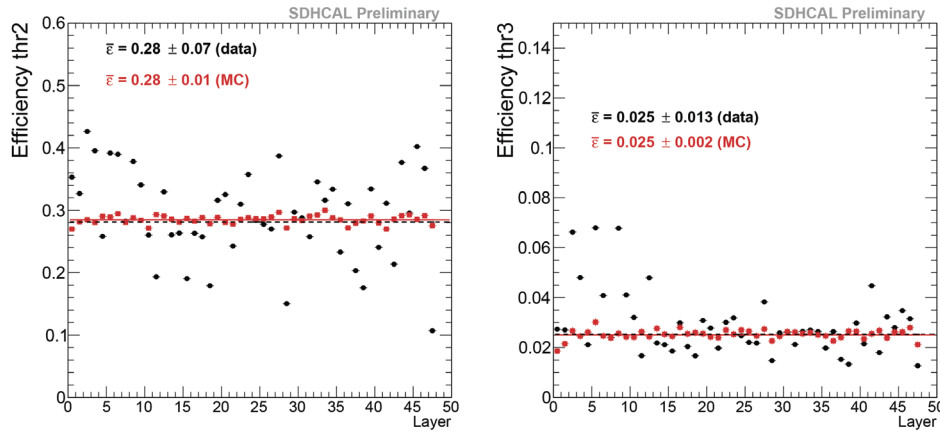 SDHCAL Preliminary
Efficiency thr2
0.6
0.5
0.4
0.3
0.2
0.1
0
ε̅ = 0.28 ± 0.07 (data)
ε̅ = 0.28 ± 0.01 (MC)
0 5 10 15 20 25 30 35 40 45 50
Layer
SDHCAL Preliminary
Efficiency thr3
0.14
0.12
0.1
0.08
0.06
0.04
0.02
0
ε̅ = 0.025 ± 0.013 (data)
ε̅ = 0.025 ± 0.002 (MC)
0 5 10 15 20 25 30 35 40 45 50
Layer